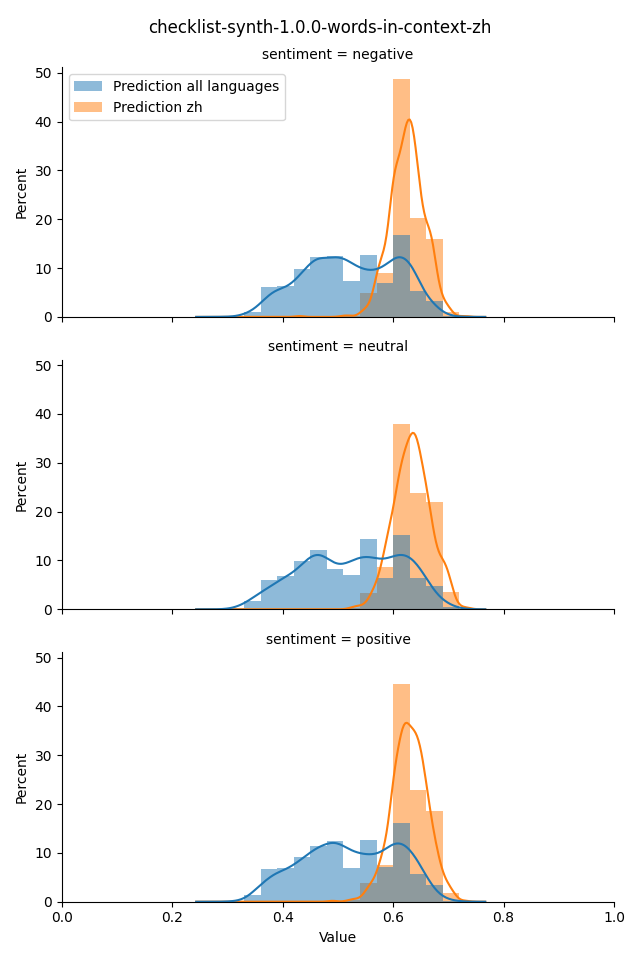 checklist-synth-1.0.0-words-in-context-zh
sentiment = negative
50
40
30
20
10
0
Percent
Prediction all languages
Prediction zh
sentiment = neutral
50
40
30
20
10
0
Percent
sentiment = positive
50
40
30
20
10
0
Percent
0.0 0.2 0.4 0.6 0.8 1.0
Value